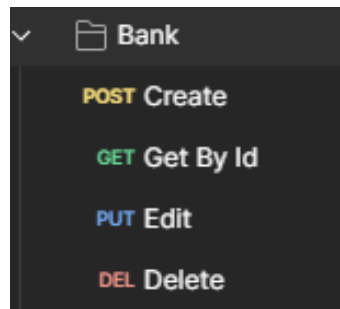 Bank
POST Create
GET Get By Id
PUT Edit
DEL Delete